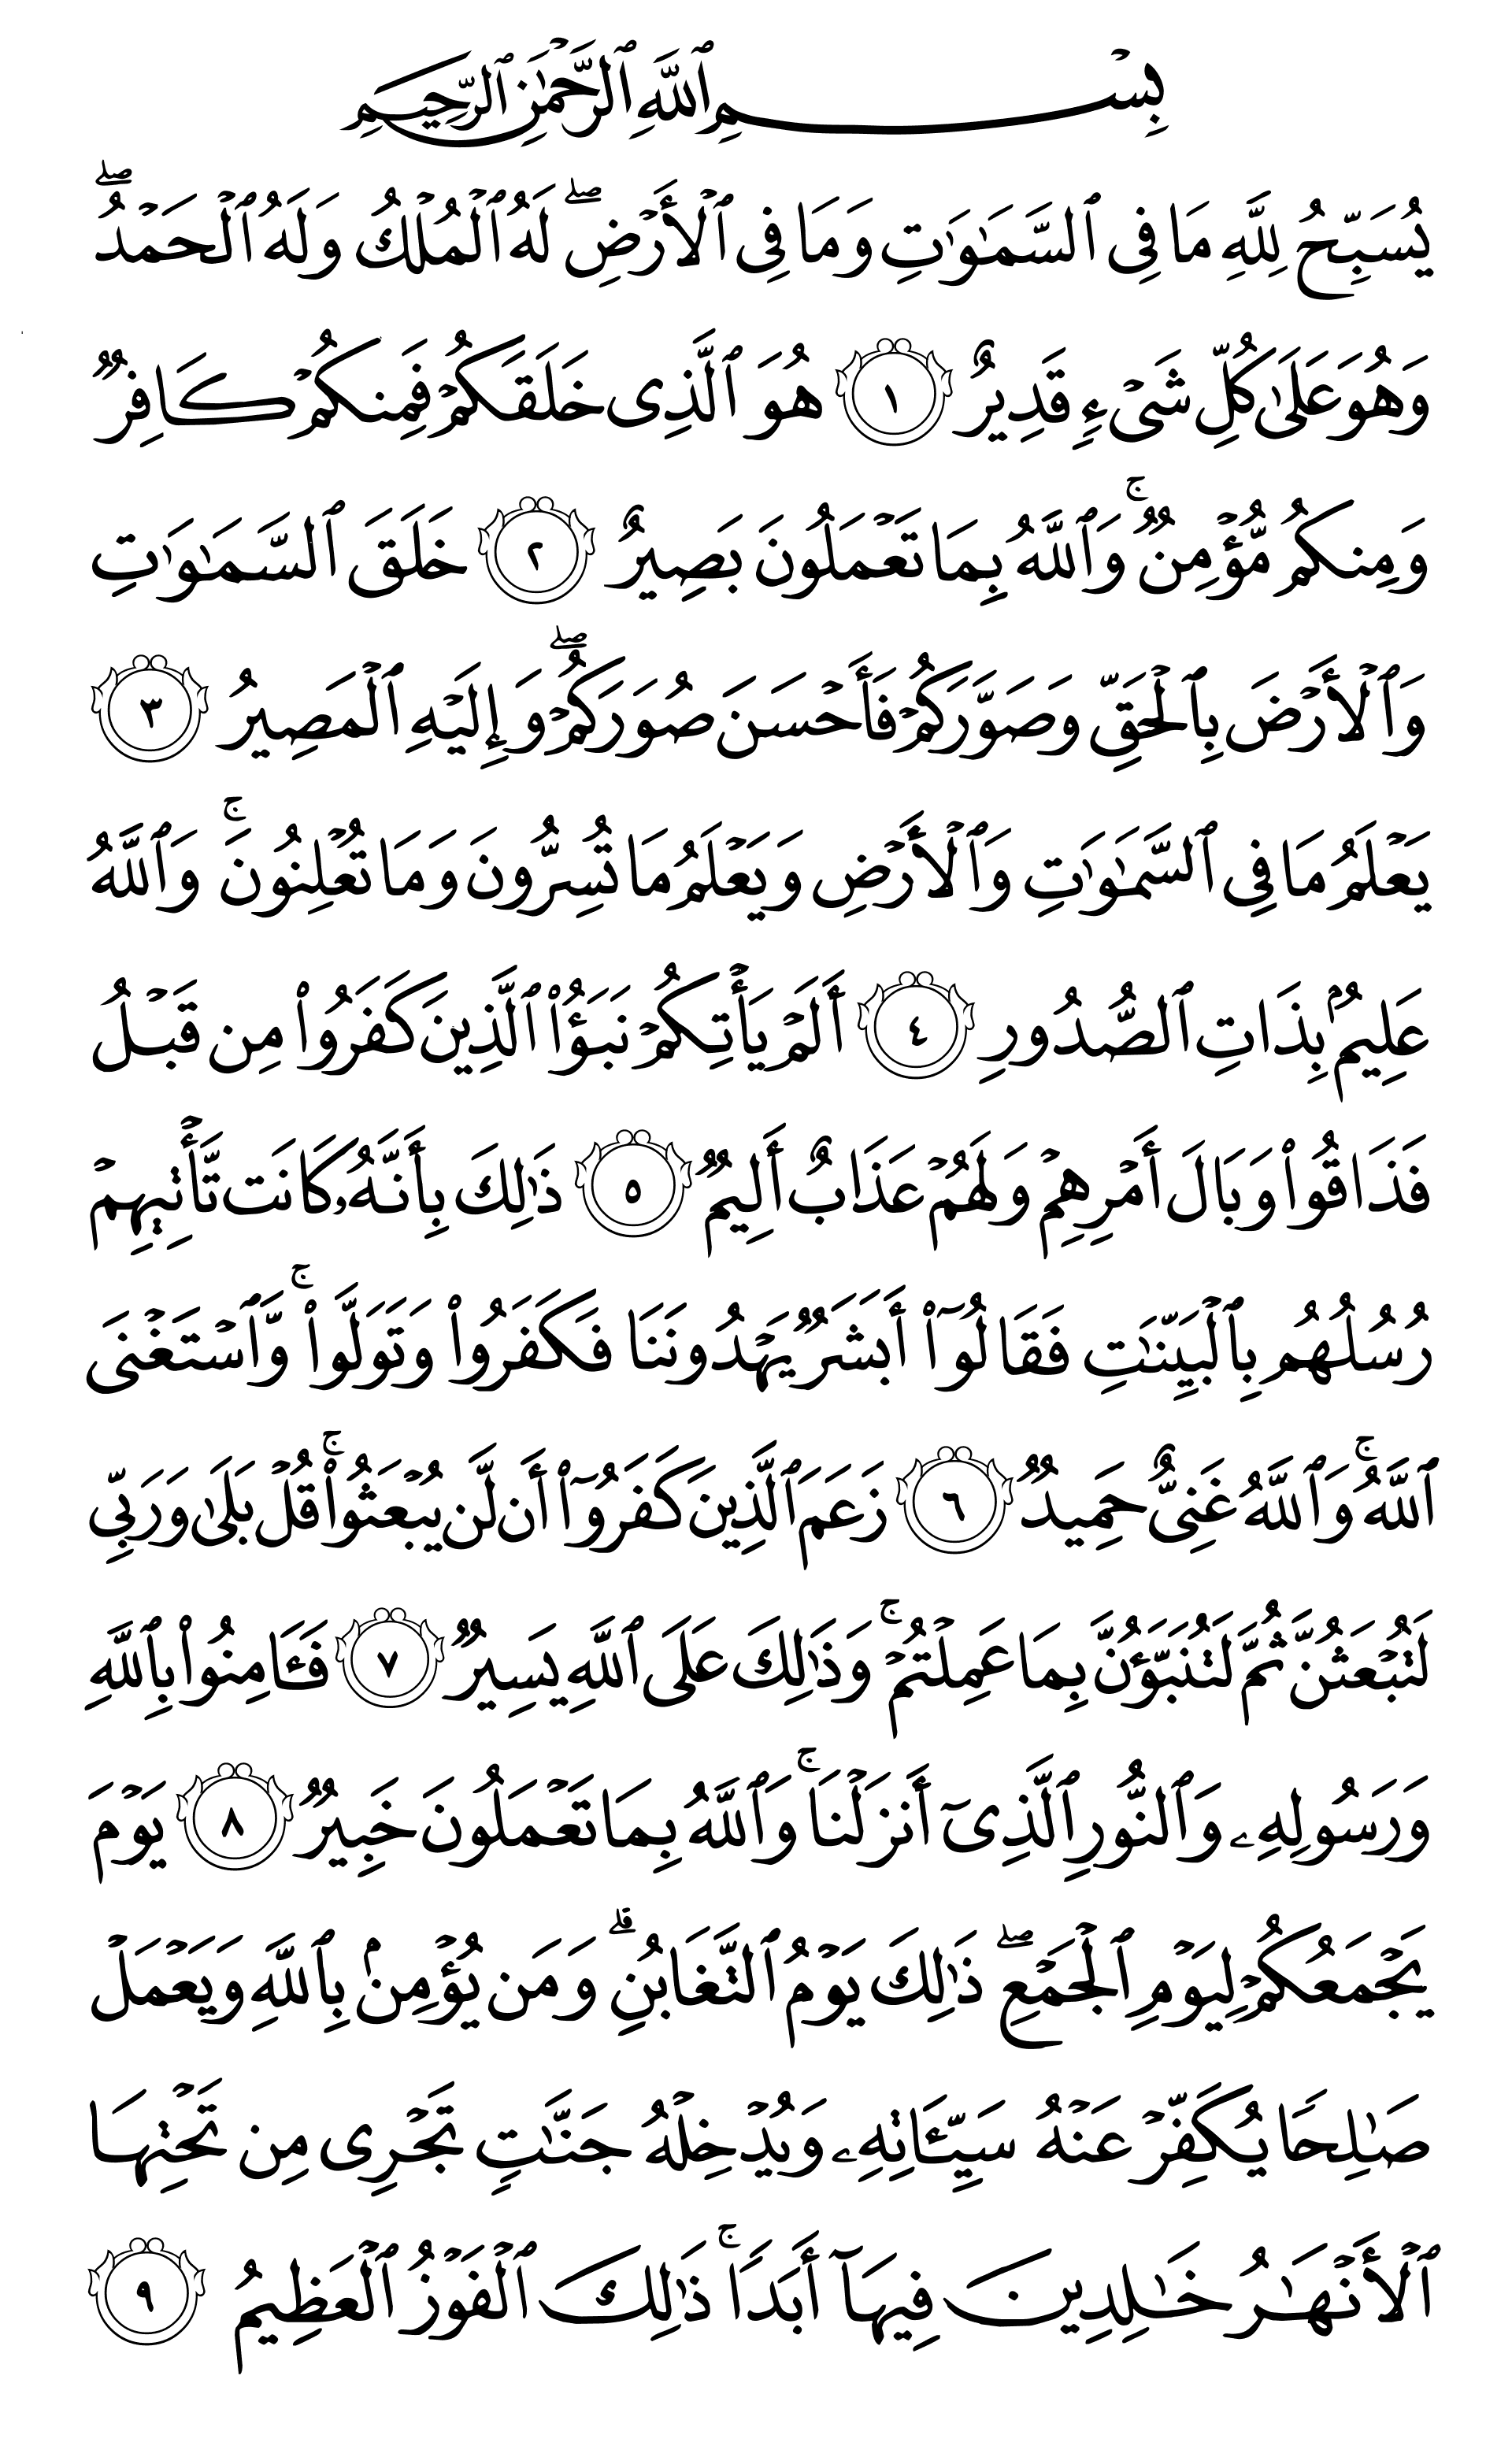 بِسْمِ ٱللَّهِ ٱلرَّحْمَٰنِ ٱلرَّحِيمِ
يُسَبِّحُ لِلَّهِ مَا فِى ٱلسَّمَٰوَٰتِ وَمَا فِى ٱلْأَرْضِۖ لَهُ ٱلْمُلْكُ وَلَهُ ٱلْحَمْدُۖ
وَهُوَ عَلَىٰ كُلِّ شَىْءٍ قَدِيرٌ ١ هُوَ ٱلَّذِى خَلَقَكُمْ فَمِنكُمْ كَافِرٌ
وَمِنكُم مُّؤْمِنٌۚ وَٱللَّهُ بِمَا تَعْمَلُونَ بَصِيرٌ ٢ خَلَقَ ٱلسَّمَٰوَٰتِ
وَٱلْأَرْضَ بِٱلْحَقِّ وَصَوَّرَكُمْ فَأَحْسَنَ صُوَرَكُمْۖ وَإِلَيْهِ ٱلْمَصِيرُ ٣
يَعْلَمُ مَا فِى ٱلسَّمَٰوَٰتِ وَٱلْأَرْضِ وَيَعْلَمُ مَا تُسِرُّونَ وَمَا تُعْلِنُونَۚ وَٱللَّهُ
عَلِيمٌۢ بِذَاتِ ٱلصُّدُورِ ٤ أَلَمْ يَأْتِكُمْ نَبَؤُا۟ ٱلَّذِينَ كَفَرُوا۟ مِن قَبْلُ
فَذَاقُوا۟ وَبَالَ أَمْرِهِمْ وَلَهُمْ عَذَابٌ أَلِيمٌ ٥ ذَٰلِكَ بِأَنَّهُۥ كَانَت تَّأْتِيهِمْ
رُسُلُهُم بِٱلْبَيِّنَٰتِ فَقَالُوٓا۟ أَبَشَرٌ يَهْدُونَنَا فَكَفَرُوا۟ وَتَوَلَّوا۟ۚ وَّٱسْتَغْنَى
ٱللَّهُۚ وَٱللَّهُ غَنِىٌّ حَمِيدٌ ٦ زَعَمَ ٱلَّذِينَ كَفَرُوٓا۟ أَن لَّن يُبْعَثُوا۟ۚ قُلْ بَلَىٰ وَرَبِّى
لَتُبْعَثُنَّ ثُمَّ لَتُنَبَّؤُنَّ بِمَا عَمِلْتُمْۚ وَذَٰلِكَ عَلَى ٱللَّهِ يَسِيرٌ ٧ فَـَٔامِنُوا۟ بِٱللَّهِ
وَرَسُولِهِۦ وَٱلنُّورِ ٱلَّذِىٓ أَنزَلْنَاۚ وَٱللَّهُ بِمَا تَعْمَلُونَ خَبِيرٌ ٨ يَوْمَ
يَجْمَعُكُمْ لِيَوْمِ ٱلْجَمْعِۖ ذَٰلِكَ يَوْمُ ٱلتَّغَابُنِۗ وَمَن يُؤْمِنۢ بِٱللَّهِ وَيَعْمَلْ
صَٰلِحًا يُكَفِّرْ عَنْهُ سَيِّـَٔاتِهِۦ وَيُدْخِلْهُ جَنَّٰتٍ تَجْرِى مِن تَحْتِهَا
ٱلْأَنْهَٰرُ خَٰلِدِينَ فِيهَآ أَبَدًاۚ ذَٰلِكَ ٱلْفَوْزُ ٱلْعَظِيمُ ٩